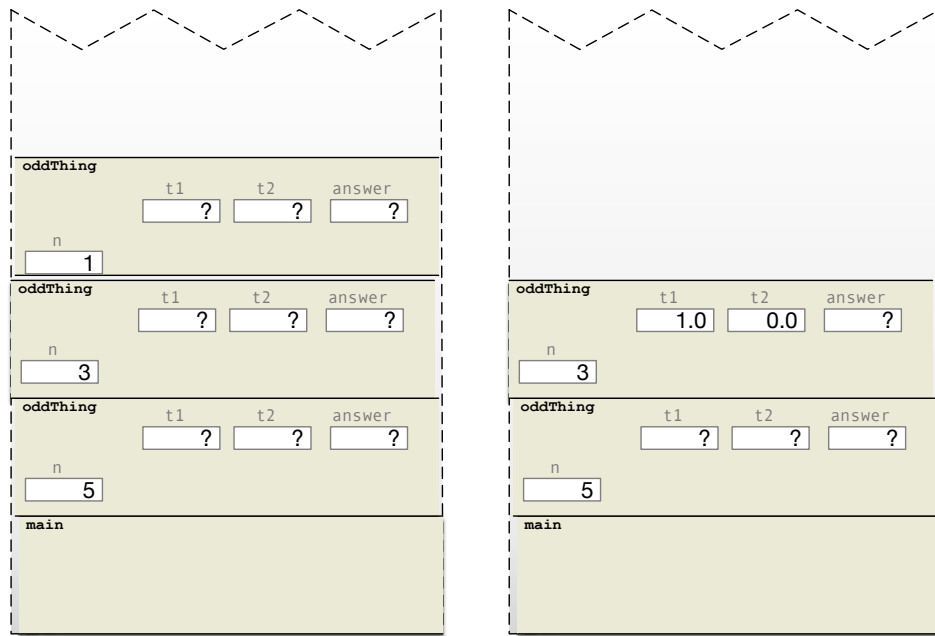 oddThing
t1 t2 answer
? ? ?
n
1
oddThing
t1 t2 answer
? ? ?
n
3
oddThing
t1 t2 answer
? ? ?
n
5
main
oddThing
t1 t2 answer
1.0 0.0 ?
n
3
oddThing
t1 t2 answer
? ? ?
n
5
main